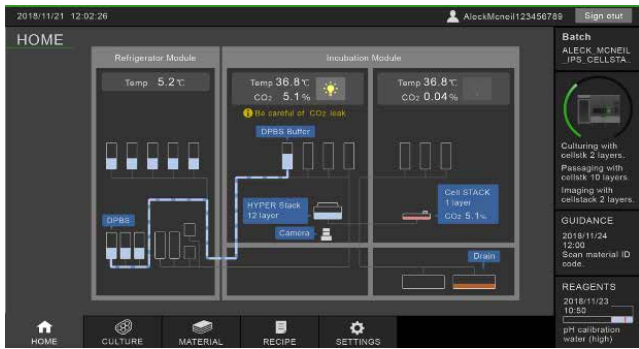 2018/11/21 12:02:26
AleckMcneil123456789
Sign otut
HOME
Refrigerator Module
Incubation Module
Temp 5.2℃
Temp 36.8℃
CO2 5.1%
Temp 36.8℃
CO2 0.04%
Be careful of CO2 leak
DPBS Buffer
HYPER Stack
12 layer
Camera
Cell STACK
1 layer
CO2 5.1%
DPBS
Drain
Batch
ALECK_MCNEIL
_IPS_CELLSTA..
Culturing with
cellstk 2 layers.
Passaging with
cellstk 10 layers.
Imaging with
cellstack 2 layers.
GUIDANCE
2018/11/24
12:00
Scan material ID
code.
REAGENTS
2018/11/23
10:50
pH calibration
water (high)
HOME
CULTURE
MATERIAL
RECIPE
SETTINGS